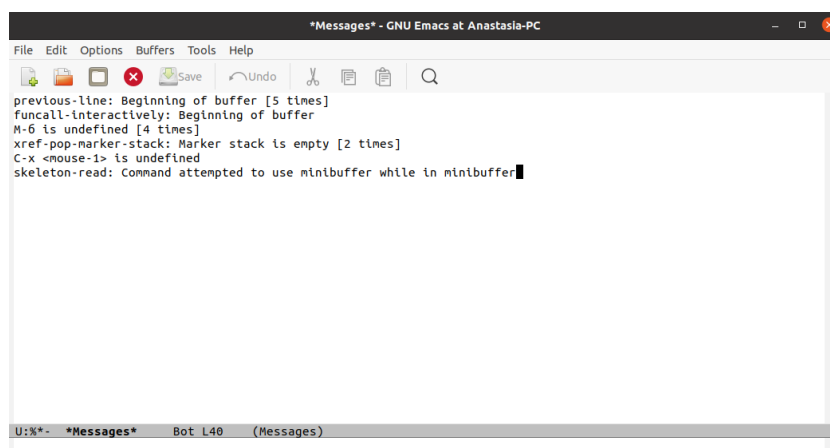 *Messages* - GNU Emacs at Anastasia-PC
File Edit Options Buffers Tools Help
Save Undo
previous-line: Beginning of buffer [5 times]
funcall-interactively: Beginning of buffer
M-б is undefined [4 times]
xref-pop-marker-stack: Marker stack is empty [2 times]
C-x <mouse-1> is undefined
skeleton-read: Command attempted to use minibuffer while in minibuffer
U:%*- *Messages* Bot L40 (Messages)